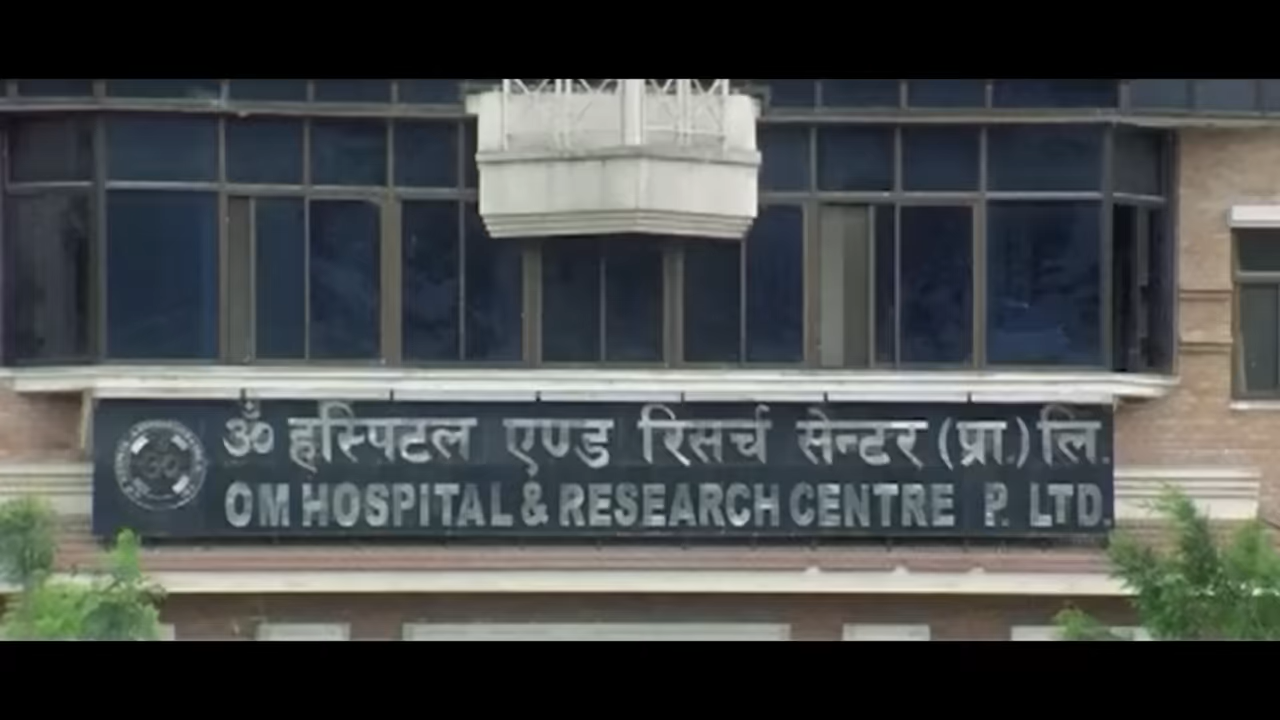 ॐ हस्पिटल एण्ड रिसर्च सेन्टर (प्रा.) लि.
OM HOSPITAL & RESEARCH CENTRE P. LTD.